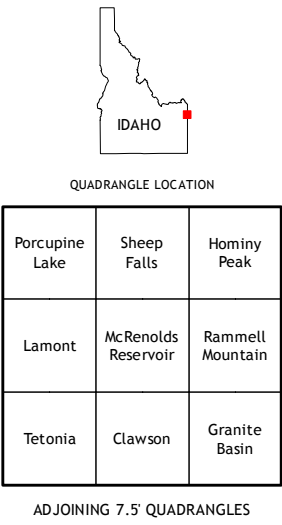 IDAHO
QUADRANGLE LOCATION
Porcupine
Lake
Sheep
Falls
Hominy
Peak
Lamont
McRenolds
Reservoir
Rammell
Mountain
Tetonia
Clawson
Granite
Basin
ADJOINING 7.5' QUADRANGLES